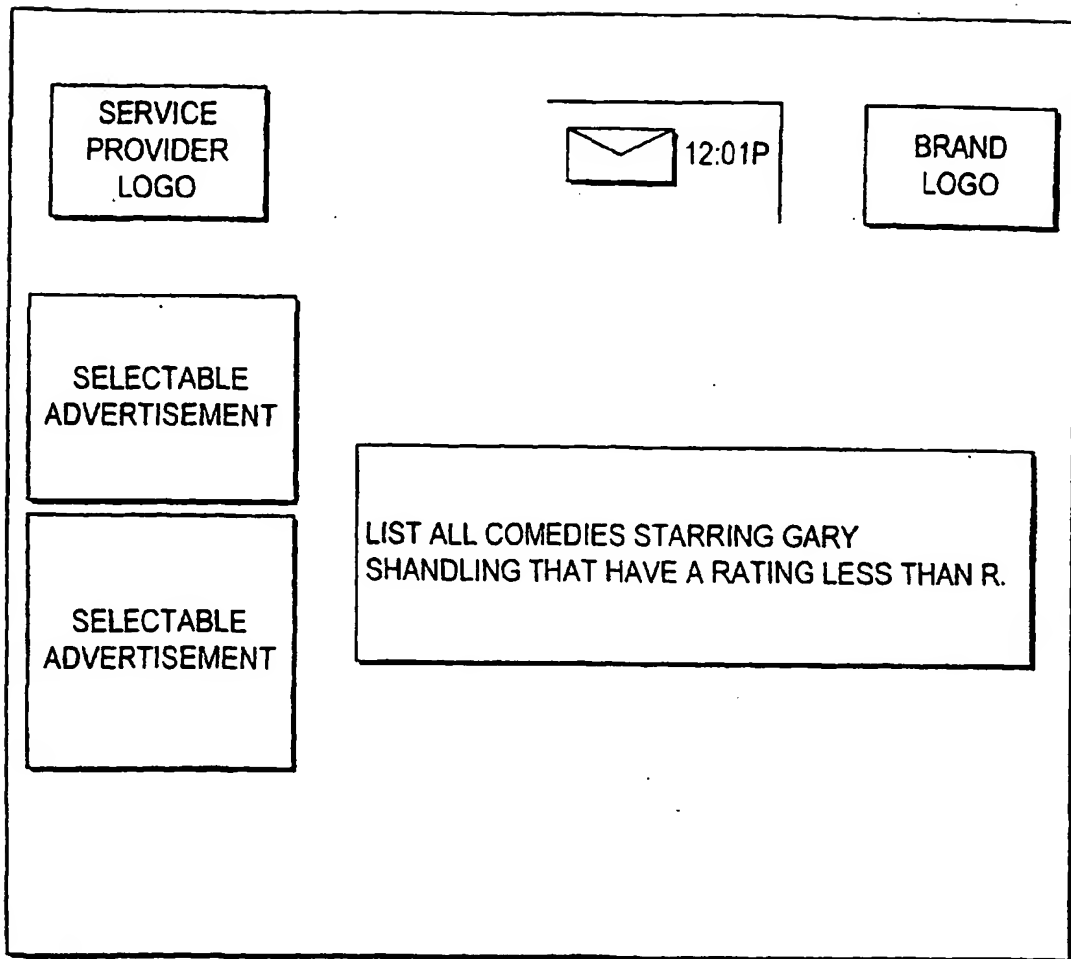 SERVICE
PROVIDER
LOGO
12:01P
BRAND
LOGO
SELECTABLE
ADVERTISEMENT
LIST ALL COMEDIES STARRING GARY
SHANDLING THAT HAVE A RATING LESS THAN R.
SELECTABLE
ADVERTISEMENT